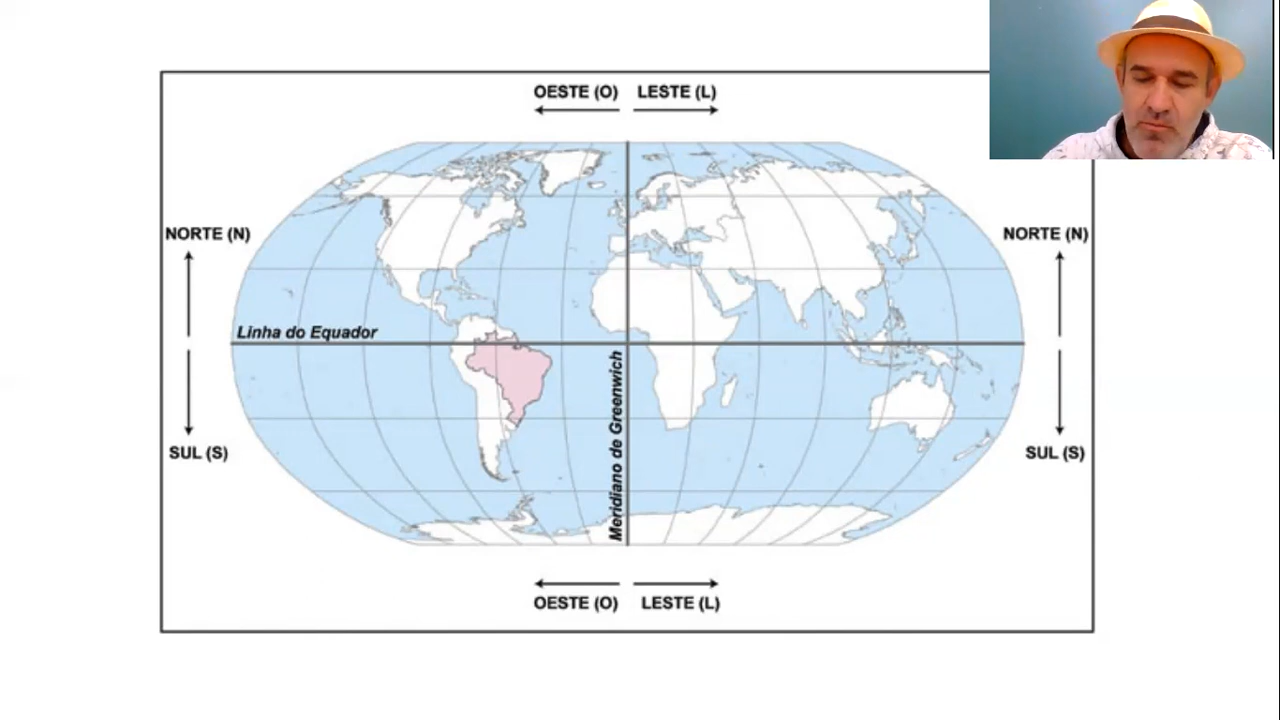 OESTE (O) LESTE (L)
NORTE (N) NORTE (N)
Linha do Equador
Meridiano de Greenwich
SUL (S) SUL (S)
OESTE (O) LESTE (L)